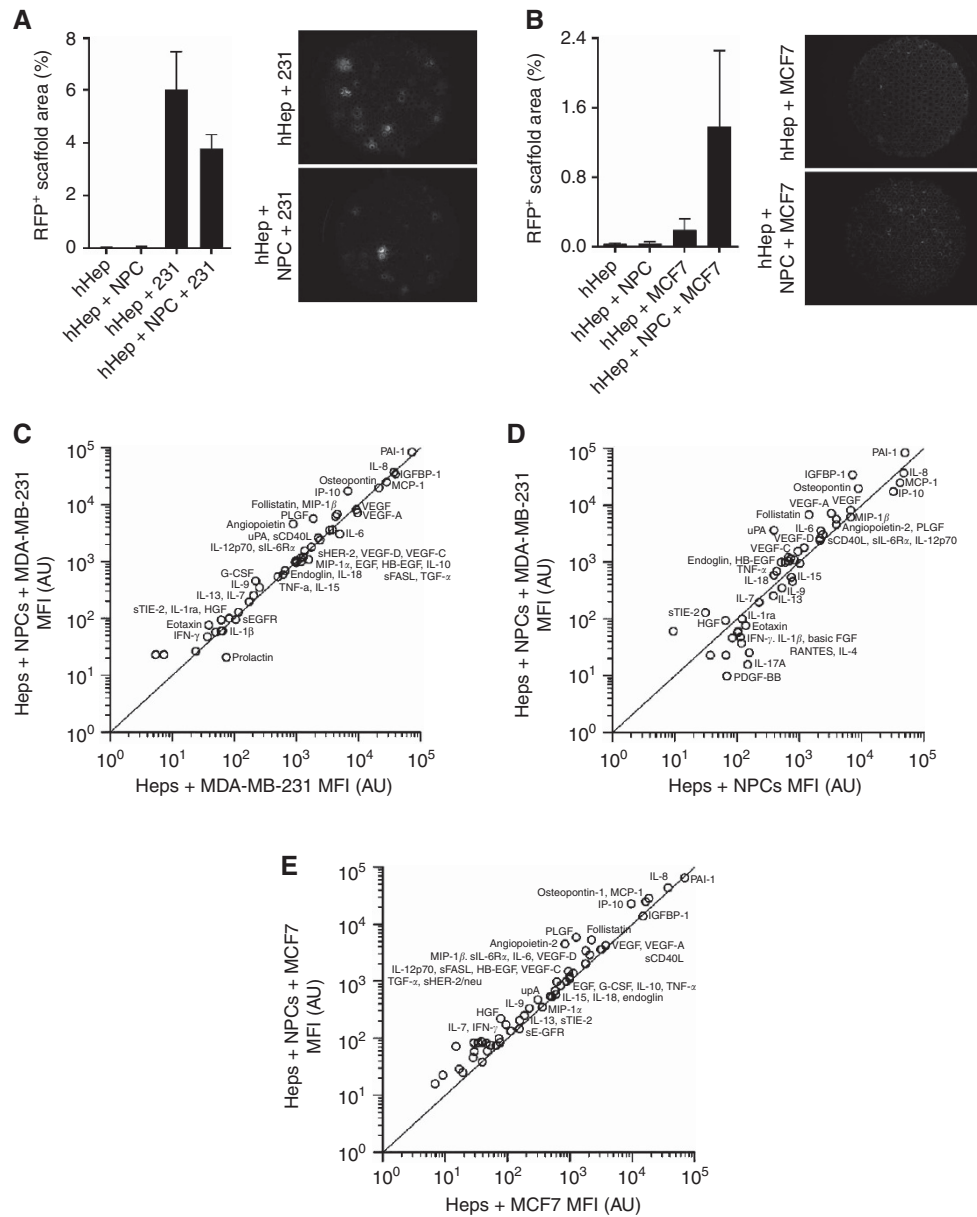 A
RFP+ scaffold area (%)
8
6
4
2
0
hHep
hHep + NPC
hHep + 231
hHep + NPC + 231
hHep + 231
hHep +
NPC + 231
B
RFP+ scaffold area (%)
2.4
1.6
0.8
0.0
hHep
hHep + NPC
hHep + MCF7
hHep + NPC + MCF7
hHep + MCF7
hHep +
NPC + MCF7
C
Heps + NPCs + MDA-MB-231
MFI (AU)
10^5
10^4
10^3
10^2
10^1
10^0
PAI-1
IL-8
IGFBP-1
MCP-1
Osteopontin
IP-10
Follistatin, MIP-1β
PLGF
VEGF
VEGF-A
Angiopoietin
IL-6
uPA, sCD40L
IL-12p70, sIL-6Rα
sHER-2, VEGF-D, VEGF-C
MIP-1α, EGF, HB-EGF, IL-10
sFASL, TGF-α
G-CSF
Endoglin, IL-18
IL-9
TNF-a, IL-15
IL-13, IL-7
sTIE-2, IL-1ra, HGF
sEGFR
Eotaxin
IFN-γ
IL-1β
Prolactin
10^0 10^1 10^2 10^3 10^4 10^5
Heps + MDA-MB-231 MFI (AU)
D
Heps + NPCs + MDA-MB-231
MFI (AU)
10^5
10^4
10^3
10^2
10^1
10^0
PAI-1
IGFBP-1
IL-8
MCP-1
Osteopontin
IP-10
VEGF-A
VEGF
Follistatin
MIP-1β
uPA
IL-6
Angiopoietin-2, PLGF
VEGF-D
sCD40L, sIL-6Rα, IL-12p70
VEGF-C
Endoglin, HB-EGF
TNF-α
IL-15
IL-18
IL-9
IL-7
IL-13
sTIE-2
IL-1ra
HGF
Eotaxin
IFN-γ. IL-1β, basic FGF
RANTES, IL-4
IL-17A
PDGF-BB
10^0 10^1 10^2 10^3 10^4 10^5
Heps + NPCs MFI (AU)
E
Heps + NPCs + MCF7
MFI (AU)
10^5
10^4
10^3
10^2
10^1
10^0
IL-8
PAI-1
Osteopontin-1, MCP-1
IP-10
IGFBP-1
PLGF
Follistatin
Angiopoietin-2
VEGF, VEGF-A
MIP-1β. sIL-6Rα, IL-6, VEGF-D
sCD40L
IL-12p70, sFASL, HB-EGF, VEGF-C
TGF-α, sHER-2/neu
EGF, G-CSF, IL-10, TNF-α
upA
IL-15, IL-18, endoglin
IL-9
MIP-1α
HGF
IL-13, sTIE-2
IL-7, IFN-γ
sE-GFR
10^0 10^1 10^2 10^3 10^4 10^5
Heps + MCF7 MFI (AU)